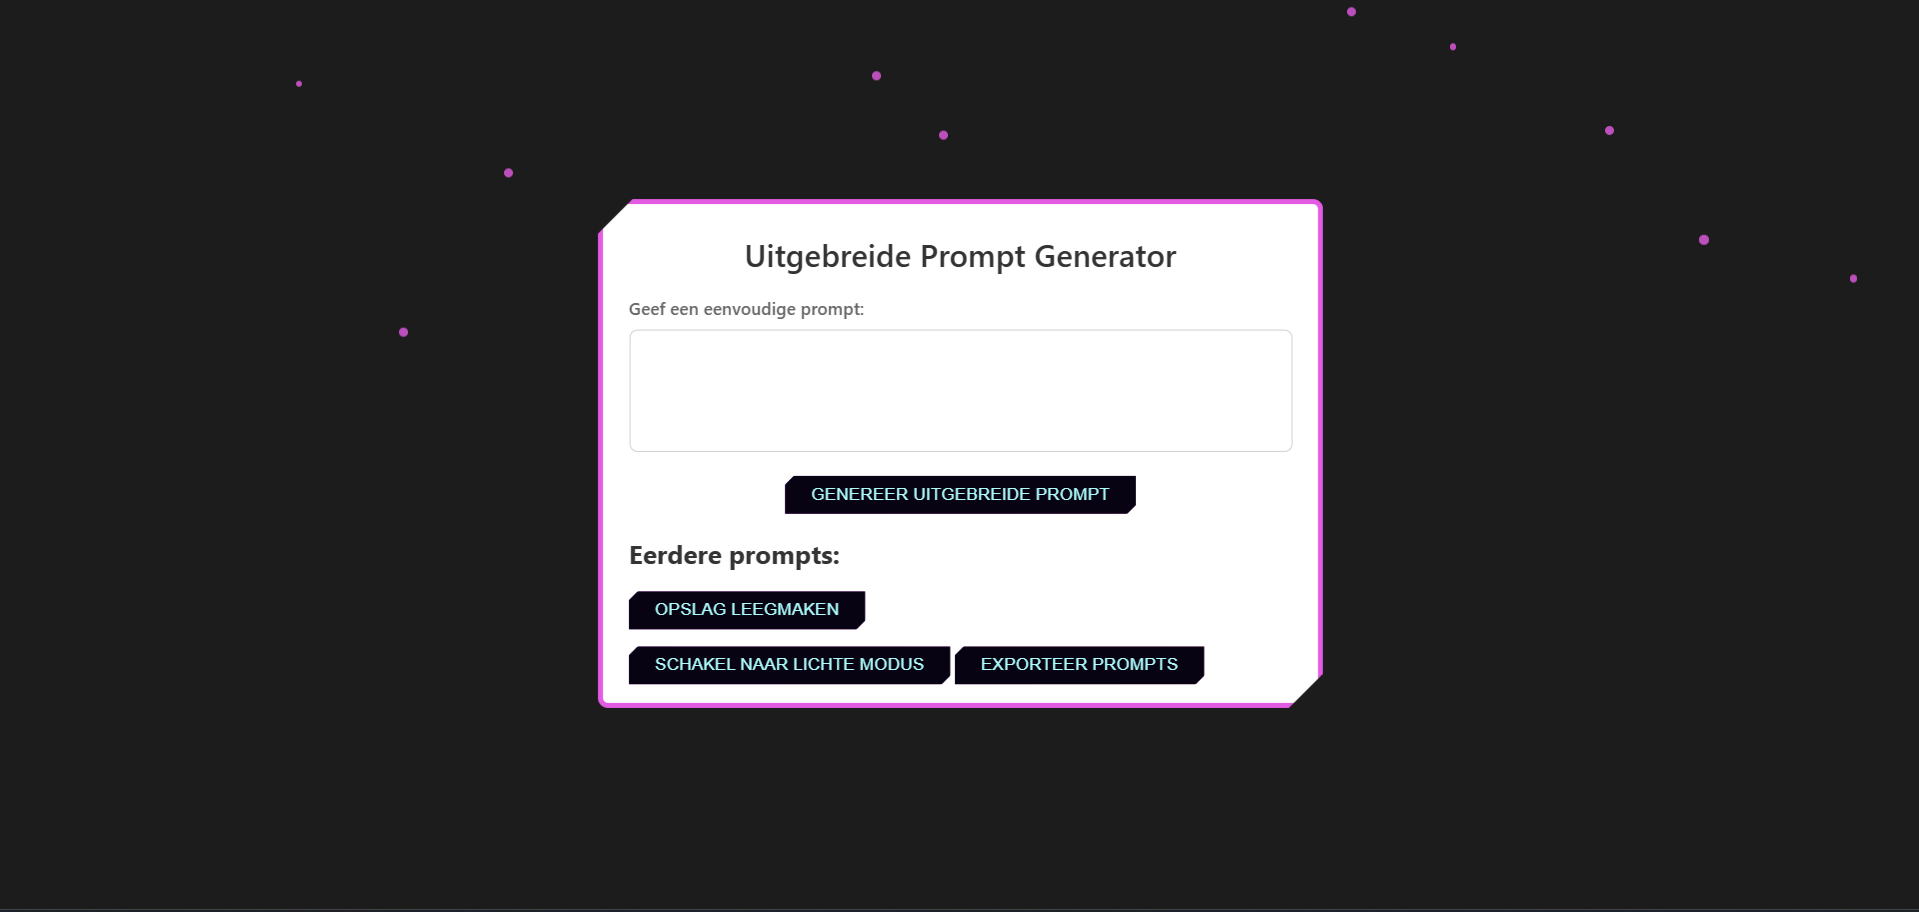 Uitgebreide Prompt Generator
Geef een eenvoudige prompt:
GENEREER UITGEBREIDE PROMPT
Eerdere prompts:
OPSLAG LEEGMAKEN
SCHAKEL NAAR LICHTE MODUS EXPORTEER PROMPTS